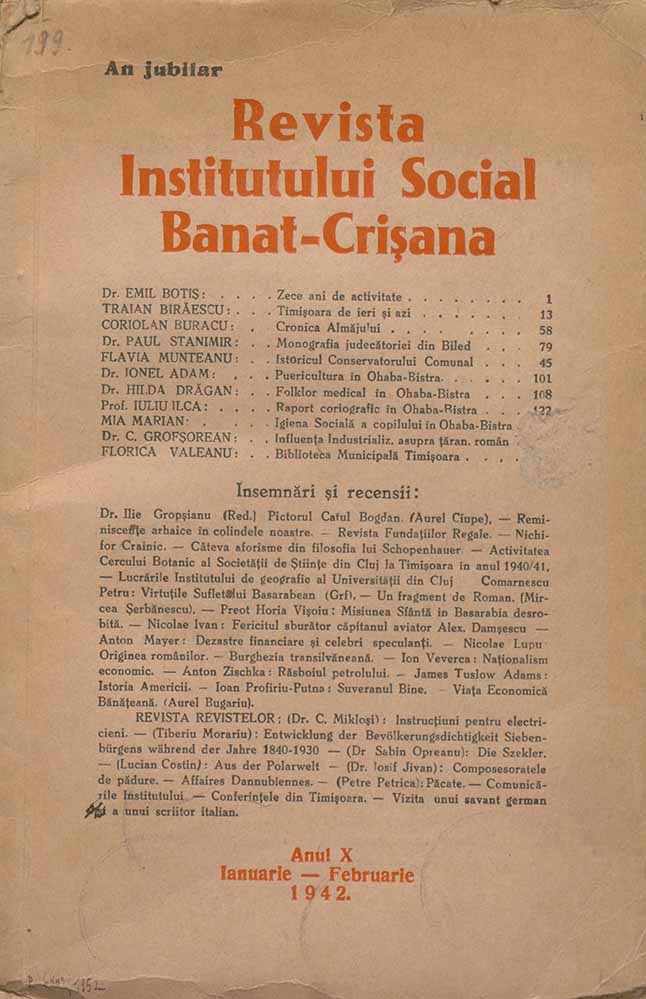 199.
An jubilar
Revista
Institutului Social
Banat-Crişana
Dr. EMIL BOTIŞ: . . . . Zece ani de activitate . . . . . . . . 1
TRAIAN BIRĂESCU: . . . Timişoara de ieri şi azi . . . . . . . 13
CORIOLAN BURACU: . Cronica Almăjului . . . . . . . . 58
Dr. PAUL STANIMIR: . . Monografia judecătoriei din Biled . . . 79
FLAVIA MUNTEANU: . . Istoricul Conservatorului Comunal . . . 45
Dr. IONEL ADAM: . . . Puericultura în Ohaba-Bistra. . . . . . 101
Dr. HILDA DRĂGAN: . . Folklor medical în Ohaba-Bistra . . . 108
Prof. IULIU ILCA: . . . . Raport coriografic în Ohaba-Bistra . . . 122
MIA MARIAN: . . . . . Igiena Socială a copilului în Ohaba-Bistra
Dr. C. GROFŞOREAN: . . Influenţa Industrializ. asupra ţăran. român
FLORICA VALEANU: . . Biblioteca Municipală Timişoara . . . .
Insemnări şi recensii:
Dr. Ilie Gropşianu (Red.) Pictorul Catul Bogdan. (Aurel Ciupe), — Remi-
nisceffte arhaice în colindele noastre. — Revista Fundaţiilor Regale. — Nichi-
for Crainic. — Câteva aforisme din filosofia lui Schopenhauer — Activitatea
Cercului Botanic al Societăţii de Ştiinţe din Cluj la Timişoara în anul 1940/41.
— Lucrările Institutului de geografie al Universităţii din Cluj Comarnescu
Petru: Virtuţile Sufletului Basarabean (Grf). — Un fragment de Roman. (Mir-
cea Şerbănescu). — Preot Horia Vişoiu: Misiunea Sfântă în Basarabia desro-
bită. — Nicolae Ivan: Fericitul sburător căpitanul aviator Alex. Damşescu —
Anton Mayer: Dezastre financiare şi celebri speculanţi. — Nicolae Lupu
Originea românilor. — Burghezia transilvăneană. — Ion Veverca: Naţionalism
economic. — Anton Zischka: Răsboiul petrolului. — James Tuslow Adams:
Istoria Americii. — Ioan Profiriu-Putna: Suveranul Bine. — Viaţa Economică
Bănăţeană. (Aurel Bugariu).
REVISTA REVISTELOR: (Dr. C. Miklosi): Instrucţiuni pentru electri-
cieni. — (Tiberiu Morariu): Entwicklung der Bevölkerungsdichtigkeit Sieben-
bürgens während der Jahre 1840-1930 — (Dr Sabin Opreanu): Die Szekler.
— (Lucian Costin): Aus der Polarwelt — (Dr. Iosif Jivan): Composesoratele
de pădure. — Affaires Dannubiennes. — (Petre Petrica): Păcate. — Comunică-
rile Institutului — Conferinţele din Timişoara. — Vizita unui savant german
a unui scriitor italian.
Anul X
Ianuarie — Februarie
1942.